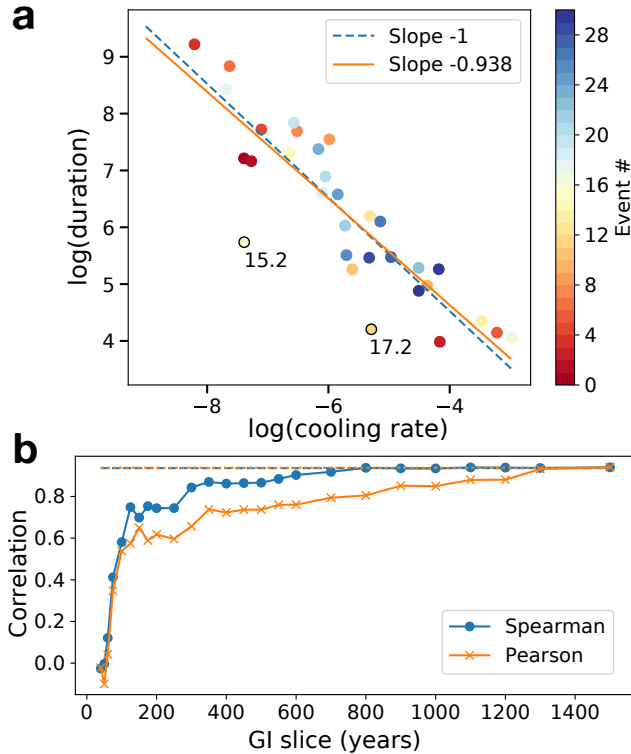 a
Slope -1
Slope -0.938
log(duration)
9
8
7
6
5
4
15.2
17.2
−8
−6
−4
log(cooling rate)
28
24
20
16
12
8
4
0
Event #
b
Correlation
0.8
0.6
0.4
0.2
0.0
Spearman
Pearson
0
200
400
600
800
1000
1200
1400
GI slice (years)